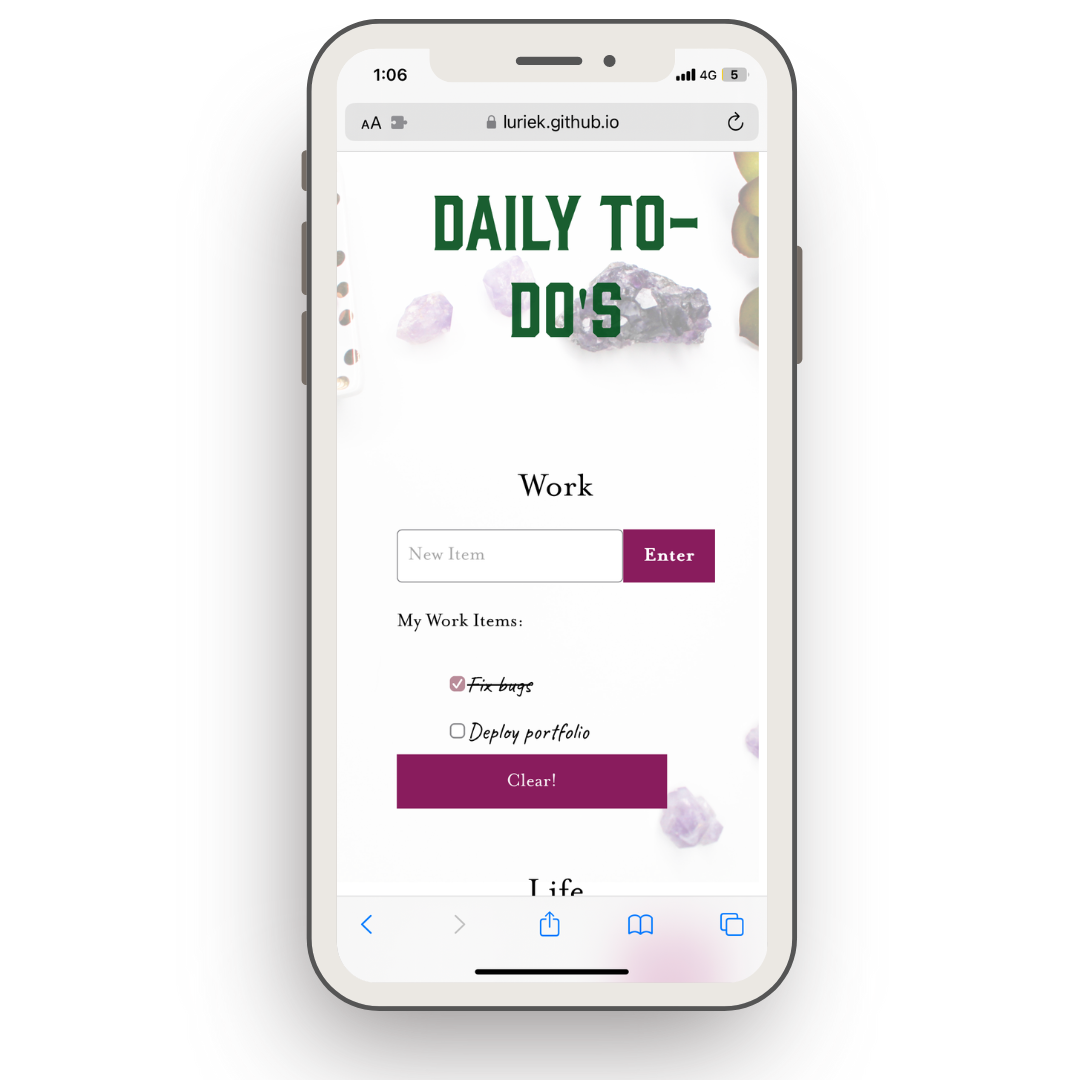 1:06 4G 5
AA luriek.github.io
DAILY TO-
DO'S
Work
New Item Enter
My Work Items:
Fix bugs
Deploy portfolio
Clear!
Life